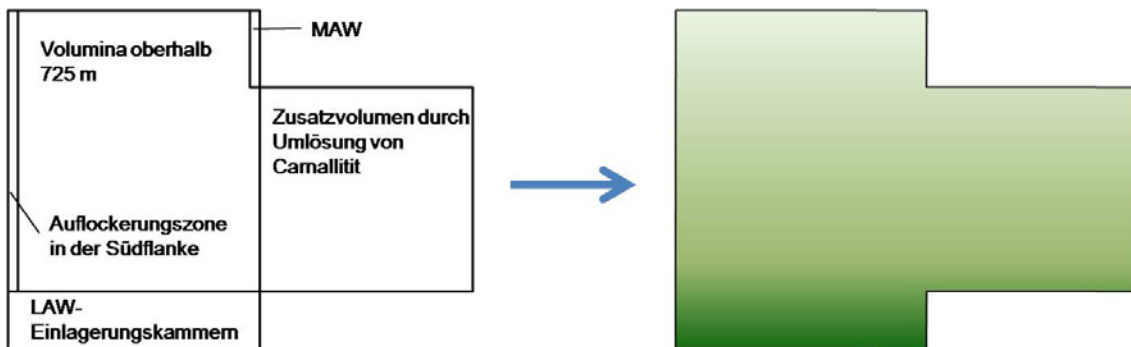 Volumina oberhalb
725 m
MAW
Zusatzvolumen durch
Umlösung von
Carnallitit
Auflockerungszone
in der Südflanke
LAW-
Einlagerungskammern